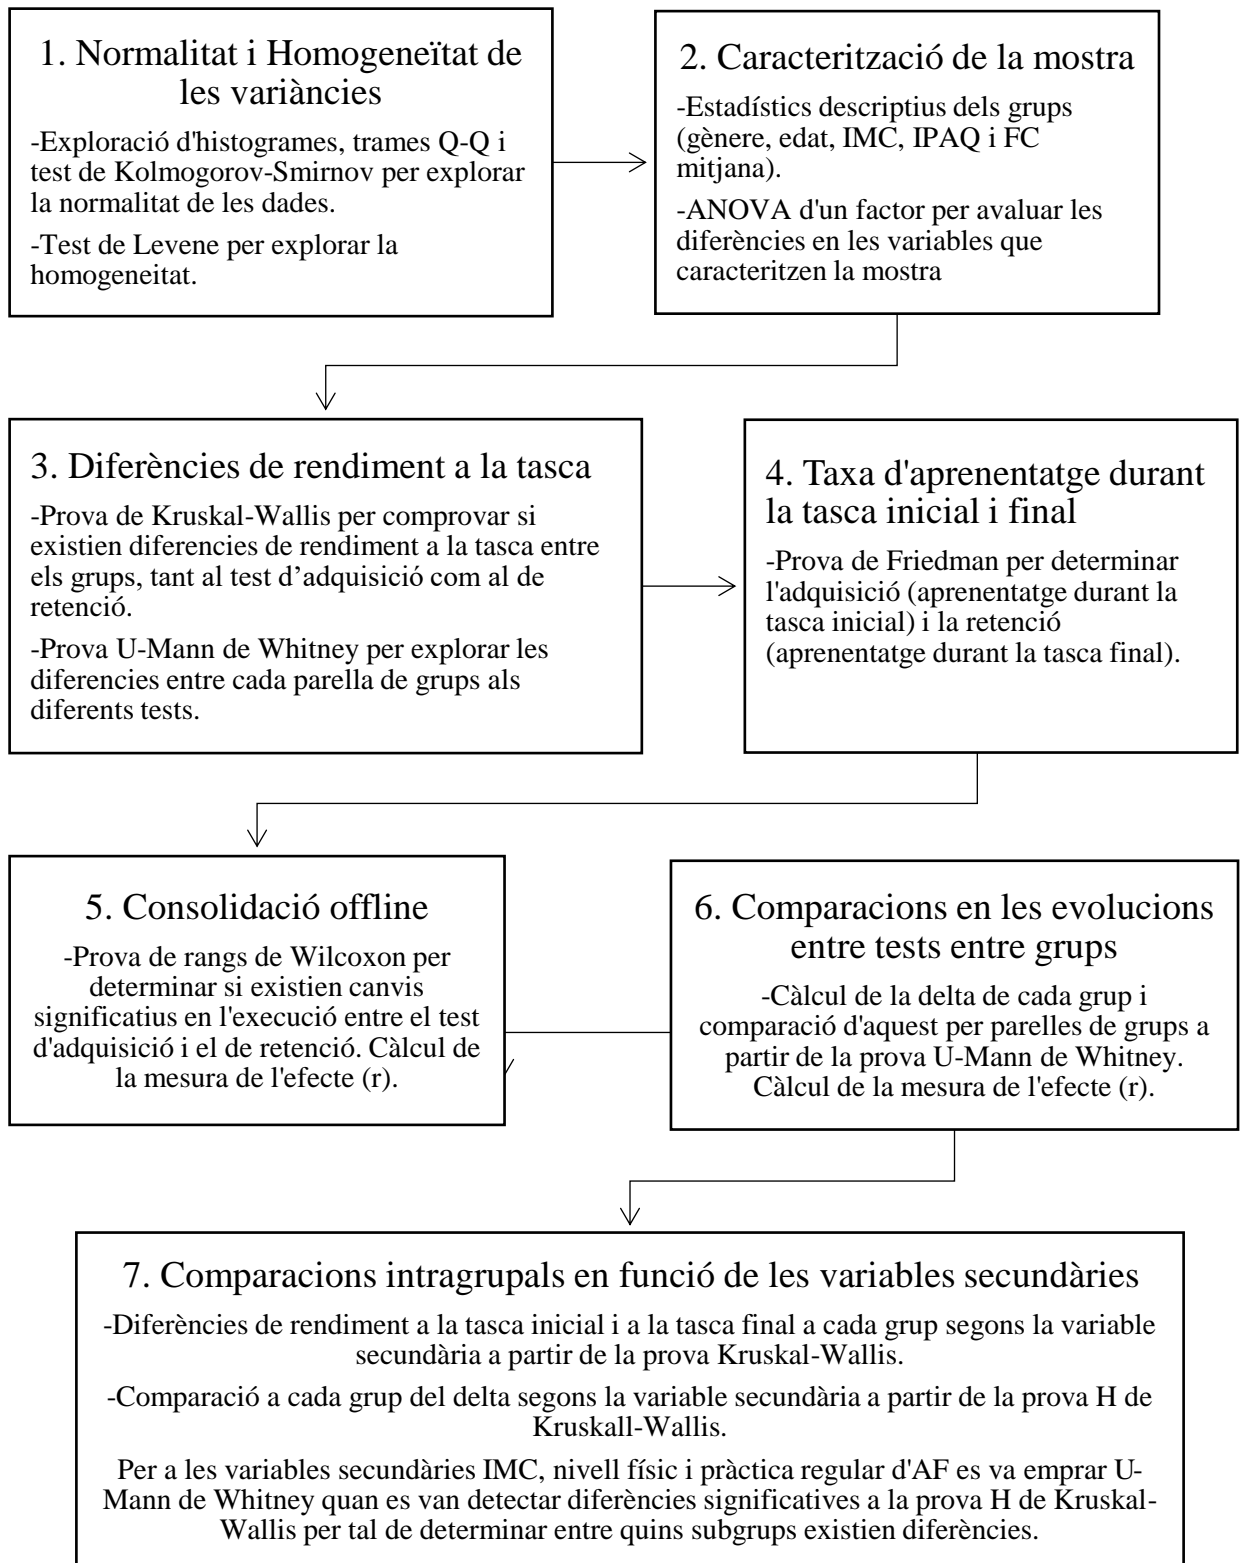 1. Normalitat i Homogeneïtat de
les variàncies
-Exploració d'histogrames, trames Q-Q i
test de Kolmogorov-Smirnov per explorar
la normalitat de les dades.
-Test de Levene per explorar la
homogeneitat.
2. Caracterització de la mostra
-Estadístics descriptius dels grups
(gènere, edat, IMC, IPAQ i FC
mitjana).
-ANOVA d'un factor per avaluar les
diferències en les variables que
caracteritzen la mostra
3. Diferències de rendiment a la tasca
-Prova de Kruskal-Wallis per comprovar si
existien diferencies de rendiment a la tasca entre
els grups, tant al test d’adquisició com al de
retenció.
-Prova U-Mann de Whitney per explorar les
diferencies entre cada parella de grups als
diferents tests.
4. Taxa d'aprenentatge durant
la tasca inicial i final
-Prova de Friedman per determinar
l'adquisició (aprenentatge durant la
tasca inicial) i la retenció
(aprenentatge durant la tasca final).
5. Consolidació offline
-Prova de rangs de Wilcoxon per
determinar si existien canvis
significatius en l'execució entre el test
d'adquisició i el de retenció. Càlcul de
la mesura de l'efecte (r).
6. Comparacions en les evolucions
entre tests entre grups
-Càlcul de la delta de cada grup i
comparació d'aquest per parelles de grups a
partir de la prova U-Mann de Whitney.
Càlcul de la mesura de l'efecte (r).
7. Comparacions intragrupals en funció de les variables secundàries
-Diferències de rendiment a la tasca inicial i a la tasca final a cada grup segons la variable
secundària a partir de la prova Kruskal-Wallis.
-Comparació a cada grup del delta segons la variable secundària a partir de la prova H de
Kruskall-Wallis.
Per a les variables secundàries IMC, nivell físic i pràctica regular d'AF es va emprar U-
Mann de Whitney quan es van detectar diferències significatives a la prova H de Kruskal-
Wallis per tal de determinar entre quins subgrups existien diferències.